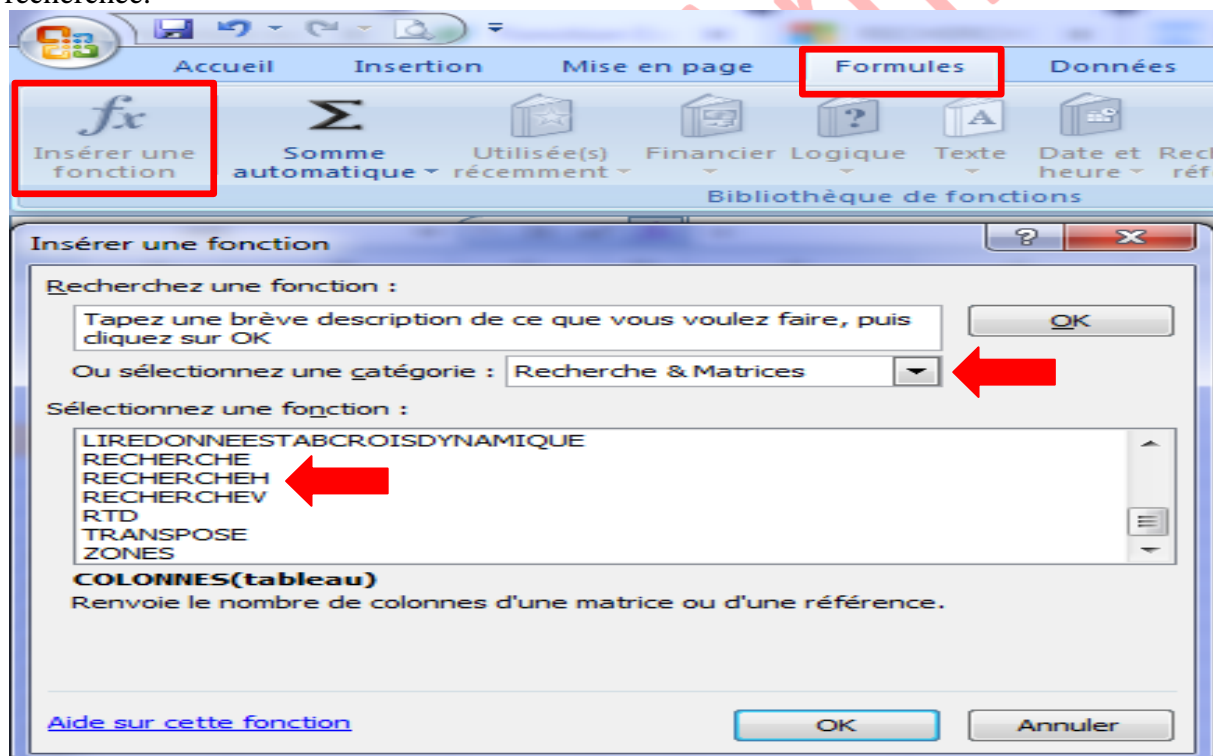 recherche.
Accueil Insertion Mise en page Formules Données
fx
Σ
Insérer une fonction
Somme automatique
Utilisée(s) récemment
Financier
Logique
Texte
Date et heure
Bibliothèque de fonctions
Insérer une fonction
Recherchez une fonction :
Tapez une brève description de ce que vous voulez faire, puis
cliquez sur OK
OK
Ou sélectionnez une catégorie : Recherche & Matrices
Sélectionnez une fonction :
LIREDONNEESTABCROISDYNAMIQUE
RECHERCHE
RECHERCHEH
RECHERCHEV
RTD
TRANSPOSE
ZONES
COLONNES(tableau)
Renvoie le nombre de colonnes d'une matrice ou d'une référence.
Aide sur cette fonction
OK
Annuler